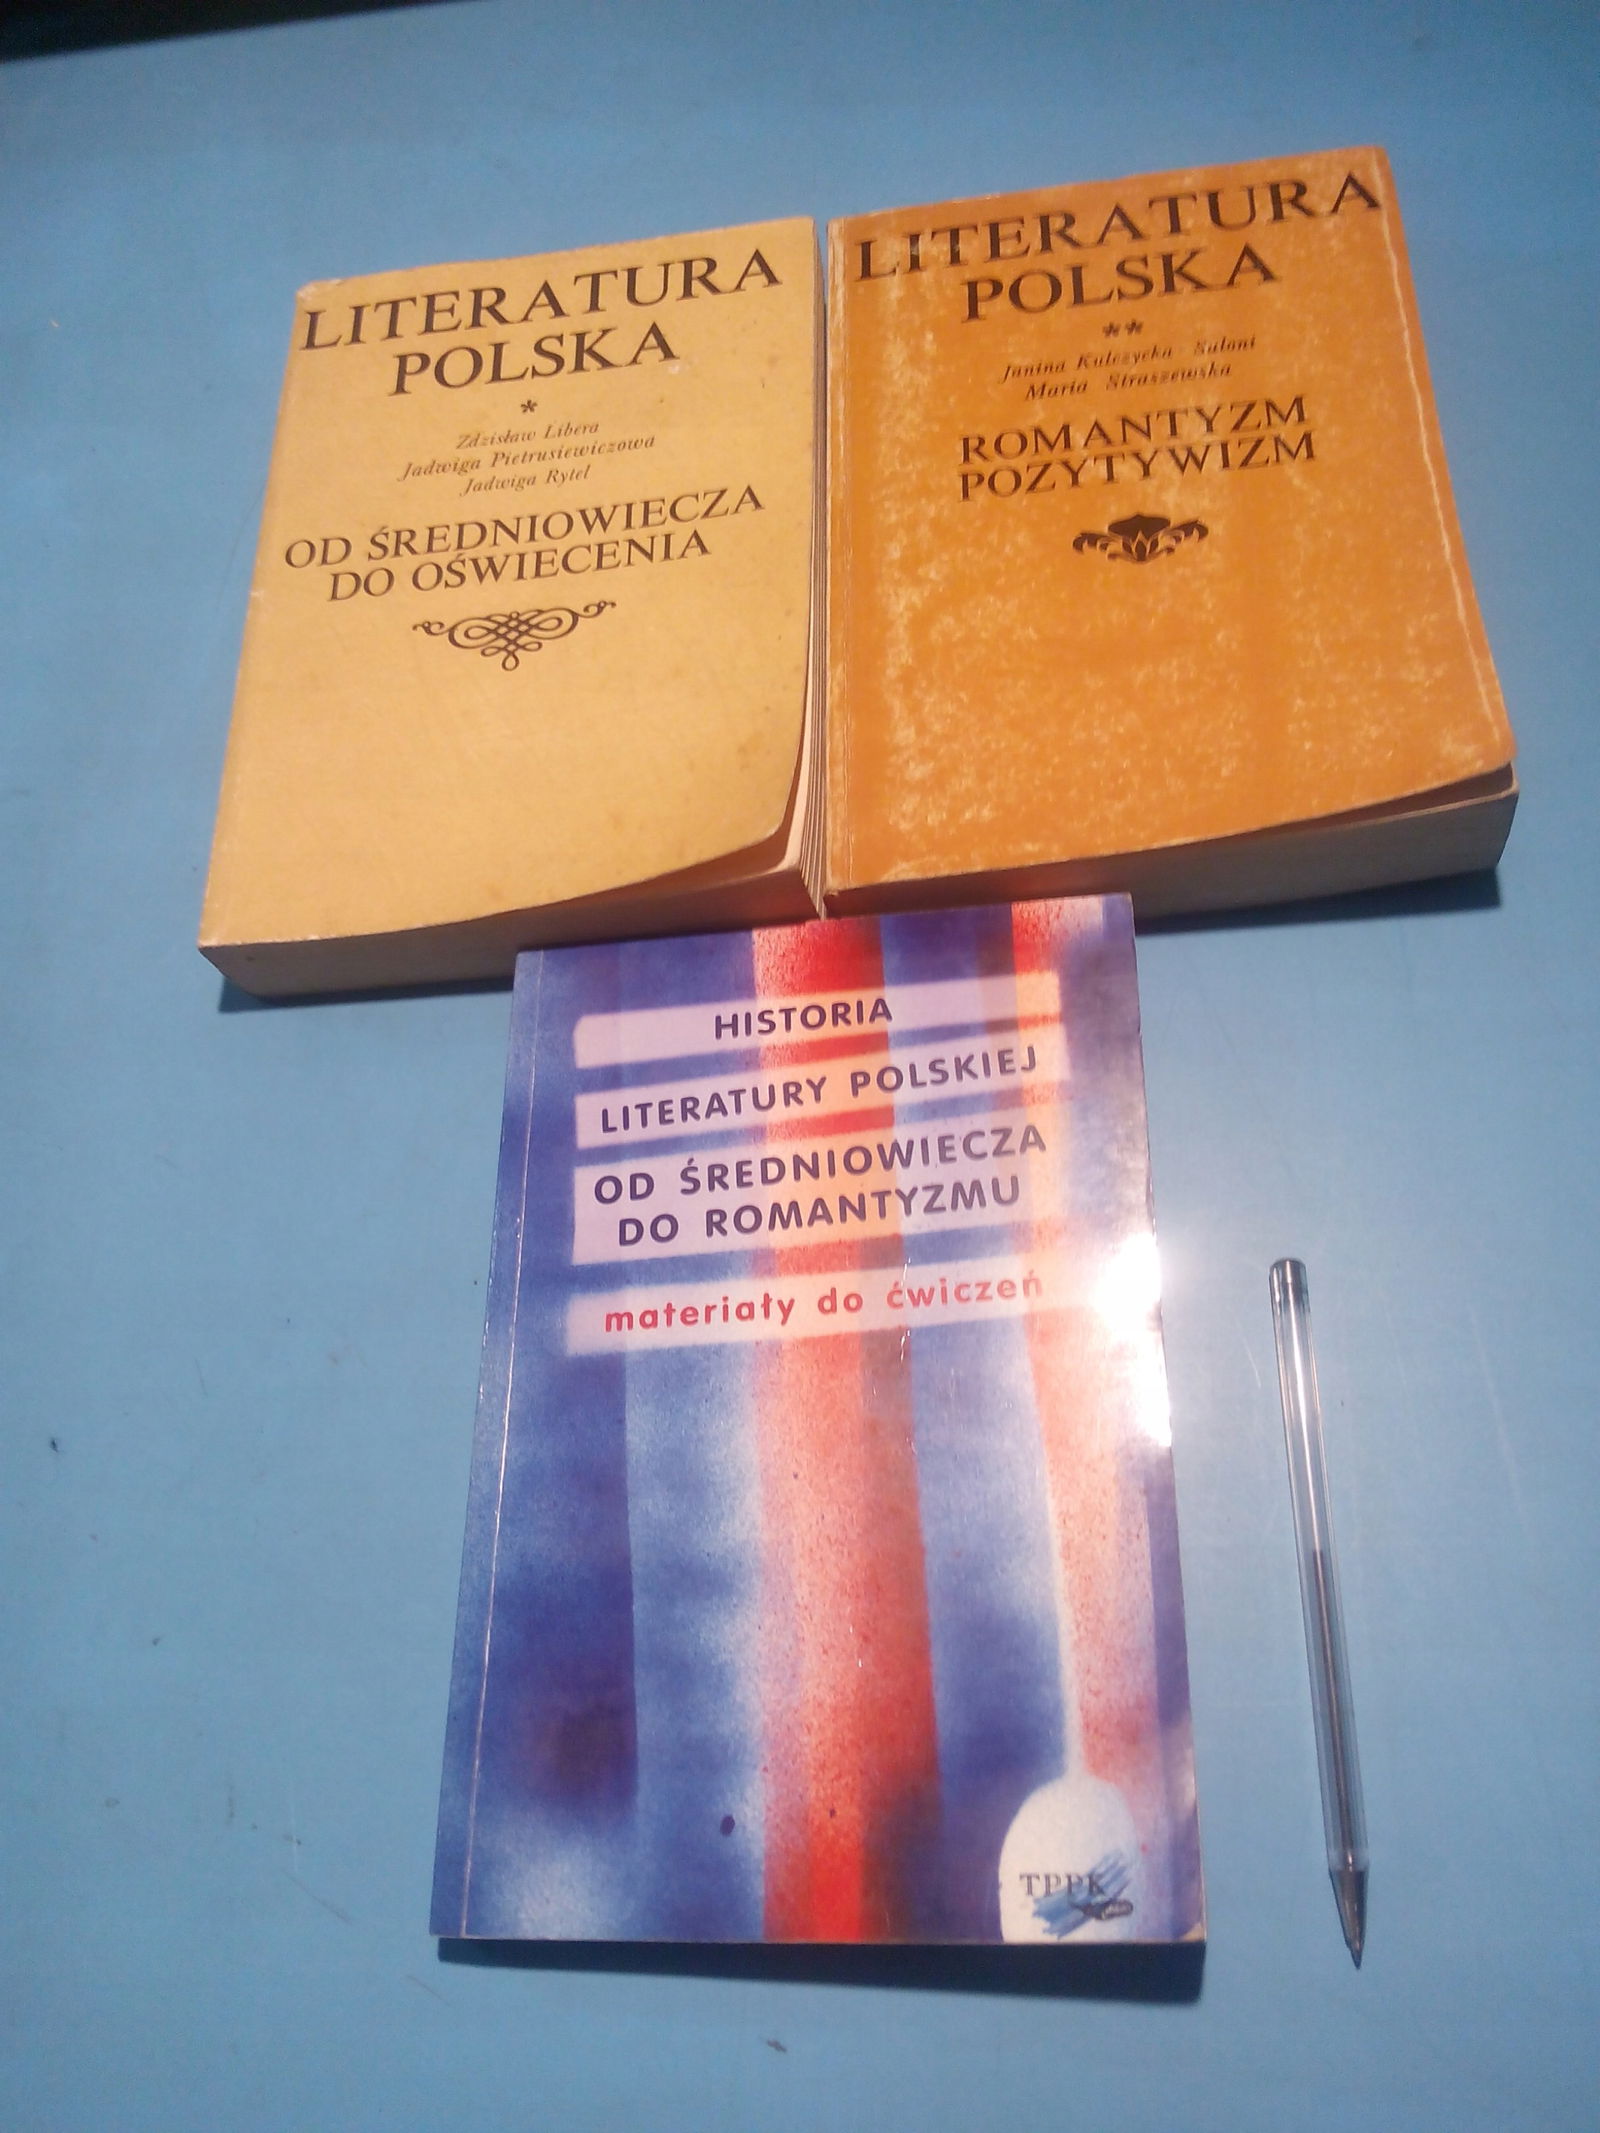 LITERATURA
POLSKA
*
Zdzisław Libera
Jadwiga Pietrusiewiczowa
Jadwiga Rytel
OD ŚREDNIOWIECZA
DO OŚWIECENIA
LITERATURA
POLSKA
**
Janina Kulczycka-Saloni
Maria Straszewska
ROMANTYZM
POZYTYWIZM
HISTORIA
LITERATURY POLSKIEJ
OD ŚREDNIOWIECZA
DO ROMANTYZMU
materiały do ćwiczeń
TPPK